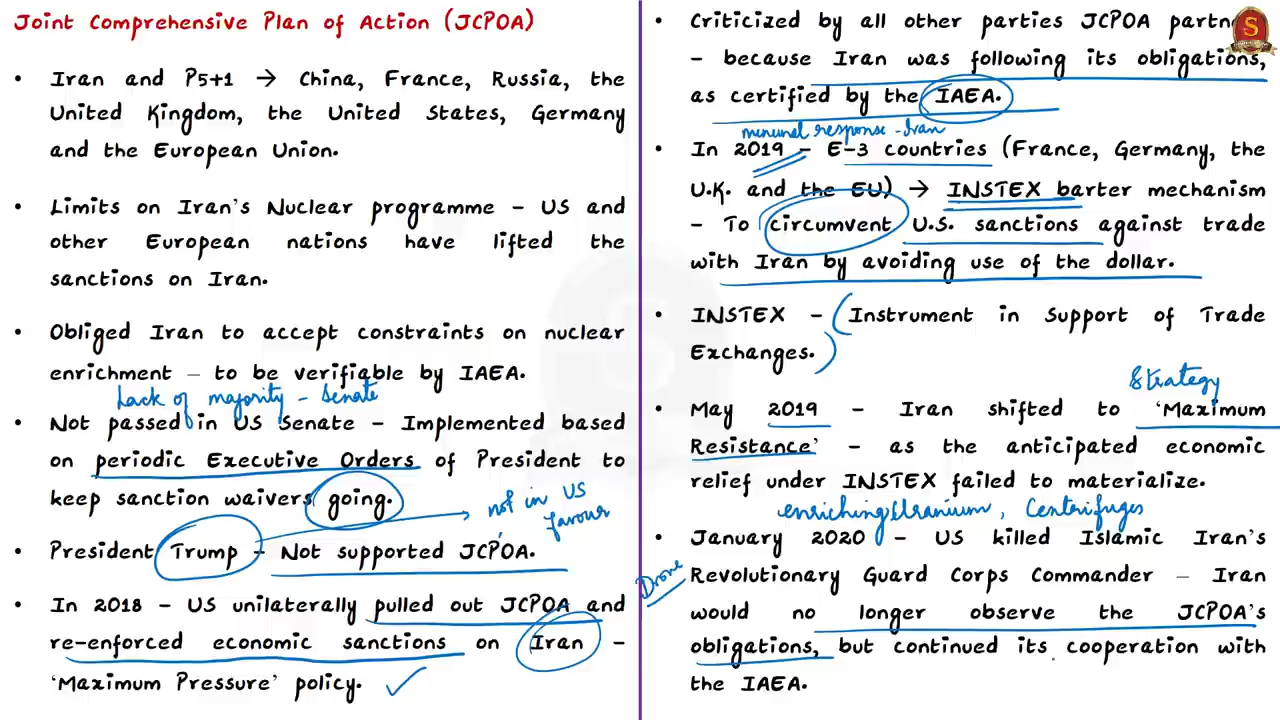 Joint Comprehensive Plan of Action (JCPOA)
• Iran and P5+1 → China, France, Russia, the
United Kingdom, the United States, Germany
and the European Union.
• Limits on Iran's Nuclear programme - US and
other European nations have lifted the
sanctions on Iran.
• Obliged Iran to accept constraints on nuclear
enrichment – to be verifiable by IAEA.
Lack of majority - Senate
• Not passed in US Senate - Implemented based
on periodic Executive Orders of President to
keep sanction waivers going.
not in US
favour
• President Trump - Not supported JCPOA.
• In 2018 - US unilaterally pulled out JCPOA and
re-enforced economic sanctions on Iran -
'Maximum Pressure' policy.
• Criticized by all other parties JCPOA partn
- because Iran was following its obligations,
as certified by the IAEA.
minimal response - Iran
• In 2019 - E-3 countries (France, Germany, the
U.K. and the EU) → INSTEX barter mechanism
- To circumvent U.S. sanctions against trade
with Iran by avoiding use of the dollar.
• INSTEX - (Instrument in Support of Trade
Exchanges.)
Strategy
• May 2019 - Iran shifted to 'Maximum
Resistance' - as the anticipated economic
relief under INSTEX failed to materialize.
enriching Uranium, Centrifuges
• January 2020 - US killed Islamic Iran's
Drone
Revolutionary Guard Corps Commander – Iran
would no longer observe the JCPOA's
obligations, but continued its cooperation with
the IAEA.